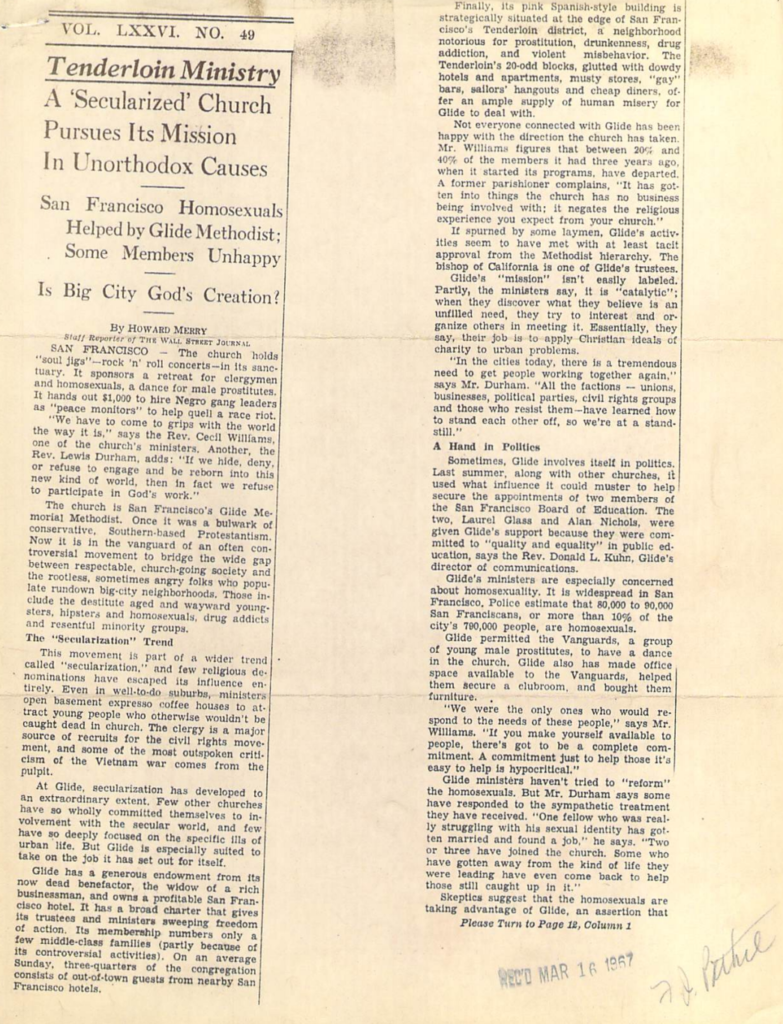 VOL. LXXVI. NO. 49
Tenderloin Ministry
A 'Secularized' Church
Pursues Its Mission
In Unorthodox Causes
San Francisco Homosexuals
Helped by Glide Methodist;
Some Members Unhappy
Is Big City God's Creation?
By HOWARD MERRY
Staff Reporter of THE WALL STREET JOURNAL
SAN FRANCISCO — The church holds
"soul jigs"—rock 'n' roll concerts—in its sanc-
tuary. It sponsors a retreat for clergymen
and homosexuals, a dance for male prostitutes.
It hands out $1,000 to hire Negro gang leaders
as "peace monitors" to help quell a race riot.
"We have to come to grips with the world
the way it is," says the Rev. Cecil Williams,
one of the church's ministers. Another, the
Rev. Lewis Durham, adds: "If we hide, deny,
or refuse to engage and be reborn into this
new kind of world, then in fact we refuse
to participate in God's work."
The church is San Francisco's Glide Me-
morial Methodist. Once it was a bulwark of
conservative, Southern-based Protestantism.
Now it is in the vanguard of an often con-
troversial movement to bridge the wide gap
between respectable, church-going society and
the rootless, sometimes angry folks who popu-
late rundown big-city neighborhoods. Those in-
clude the destitute aged and wayward young-
sters, hipsters and homosexuals, drug addicts
and resentful minority groups.
The "Secularization" Trend
This movement is part of a wider trend
called "secularization," and few religious de-
nominations have escaped its influence en-
tirely. Even in well-to-do suburbs, ministers
open basement expresso coffee houses to at-
tract young people who otherwise wouldn't be
caught dead in church. The clergy is a major
source of recruits for the civil rights move-
ment, and some of the most outspoken criti-
cism of the Vietnam war comes from the
pulpit.
At Glide, secularization has developed to
an extraordinary extent. Few other churches
have so wholly committed themselves to in-
volvement with the secular world, and few
have so deeply focused on the specific ills of
urban life. But Glide is especially suited to
take on the job it has set out for itself.
Glide has a generous endowment from its
now dead benefactor, the widow of a rich
businessman, and owns a profitable San Fran-
cisco hotel. It has a broad charter that gives
its trustees and ministers sweeping freedom
of action. Its membership numbers only a
few middle-class families (partly because of
its controversial activities). On an average
Sunday, three-quarters of the congregation
consists of out-of-town guests from nearby San
Francisco hotels.
Finally, its pink Spanish-style building is
strategically situated at the edge of San Fran-
cisco's Tenderloin district, a neighborhood
notorious for prostitution, drunkenness, drug
addiction, and violent misbehavior. The
Tenderloin's 20-odd blocks, glutted with dowdy
hotels and apartments, musty stores, "gay"
bars, sailors' hangouts and cheap diners, of-
fer an ample supply of human misery for
Glide to deal with.
Not everyone connected with Glide has been
happy with the direction the church has taken.
Mr. Williams figures that between 20% and
40% of the members it had three years ago,
when it started its programs, have departed.
A former parishioner complains, "It has got-
ten into things the church has no business
being involved with; it negates the religious
experience you expect from your church."
If spurned by some laymen, Glide's activ-
ities seem to have met with at least tacit
approval from the Methodist hierarchy. The
bishop of California is one of Glide's trustees.
Glide's "mission" isn't easily labeled.
Partly, the ministers say, it is "catalytic";
when they discover what they believe is an
unfilled need, they try to interest and or-
ganize others in meeting it. Essentially, they
say, their job is to apply Christian ideals of
charity to urban problems.
"In the cities today, there is a tremendous
need to get people working together again,"
says Mr. Durham. "All the factions — unions,
businesses, political parties, civil rights groups
and those who resist them—have learned how
to stand each other off, so we're at a stand-
still."
A Hand in Politics
Sometimes, Glide involves itself in politics.
Last summer, along with other churches, it
used what influence it could muster to help
secure the appointments of two members of
the San Francisco Board of Education. The
two, Laurel Glass and Alan Nichols, were
given Glide's support because they were com-
mitted to "quality and equality" in public ed-
ucation, says the Rev. Donald L. Kuhn, Glide's
director of communications.
Glide's ministers are especially concerned
about homosexuality. It is widespread in San
Francisco. Police estimate that 80,000 to 90,000
San Franciscans, or more than 10% of the
city's 790,000 people, are homosexuals.
Glide permitted the Vanguards, a group
of young male prostitutes, to have a dance
in the church. Glide also has made office
space available to the Vanguards, helped
them secure a clubroom, and bought them
furniture.
"We were the only ones who would re-
spond to the needs of these people," says Mr.
Williams. "If you make yourself available to
people, there's got to be a complete com-
mitment. A commitment just to help those it's
easy to help is hypocritical."
Glide ministers haven't tried to "reform"
the homosexuals. But Mr. Durham says some
have responded to the sympathetic treatment
they have received. "One fellow who was real-
ly struggling with his sexual identity has got-
ten married and found a job," he says. "Two
or three have joined the church. Some who
have gotten away from the kind of life they
were leading have even come back to help
those still caught up in it."
Skeptics suggest that the homosexuals are
taking advantage of Glide, an assertion that
Please Turn to Page 12, Column 1
REC'D MAR 16 1967